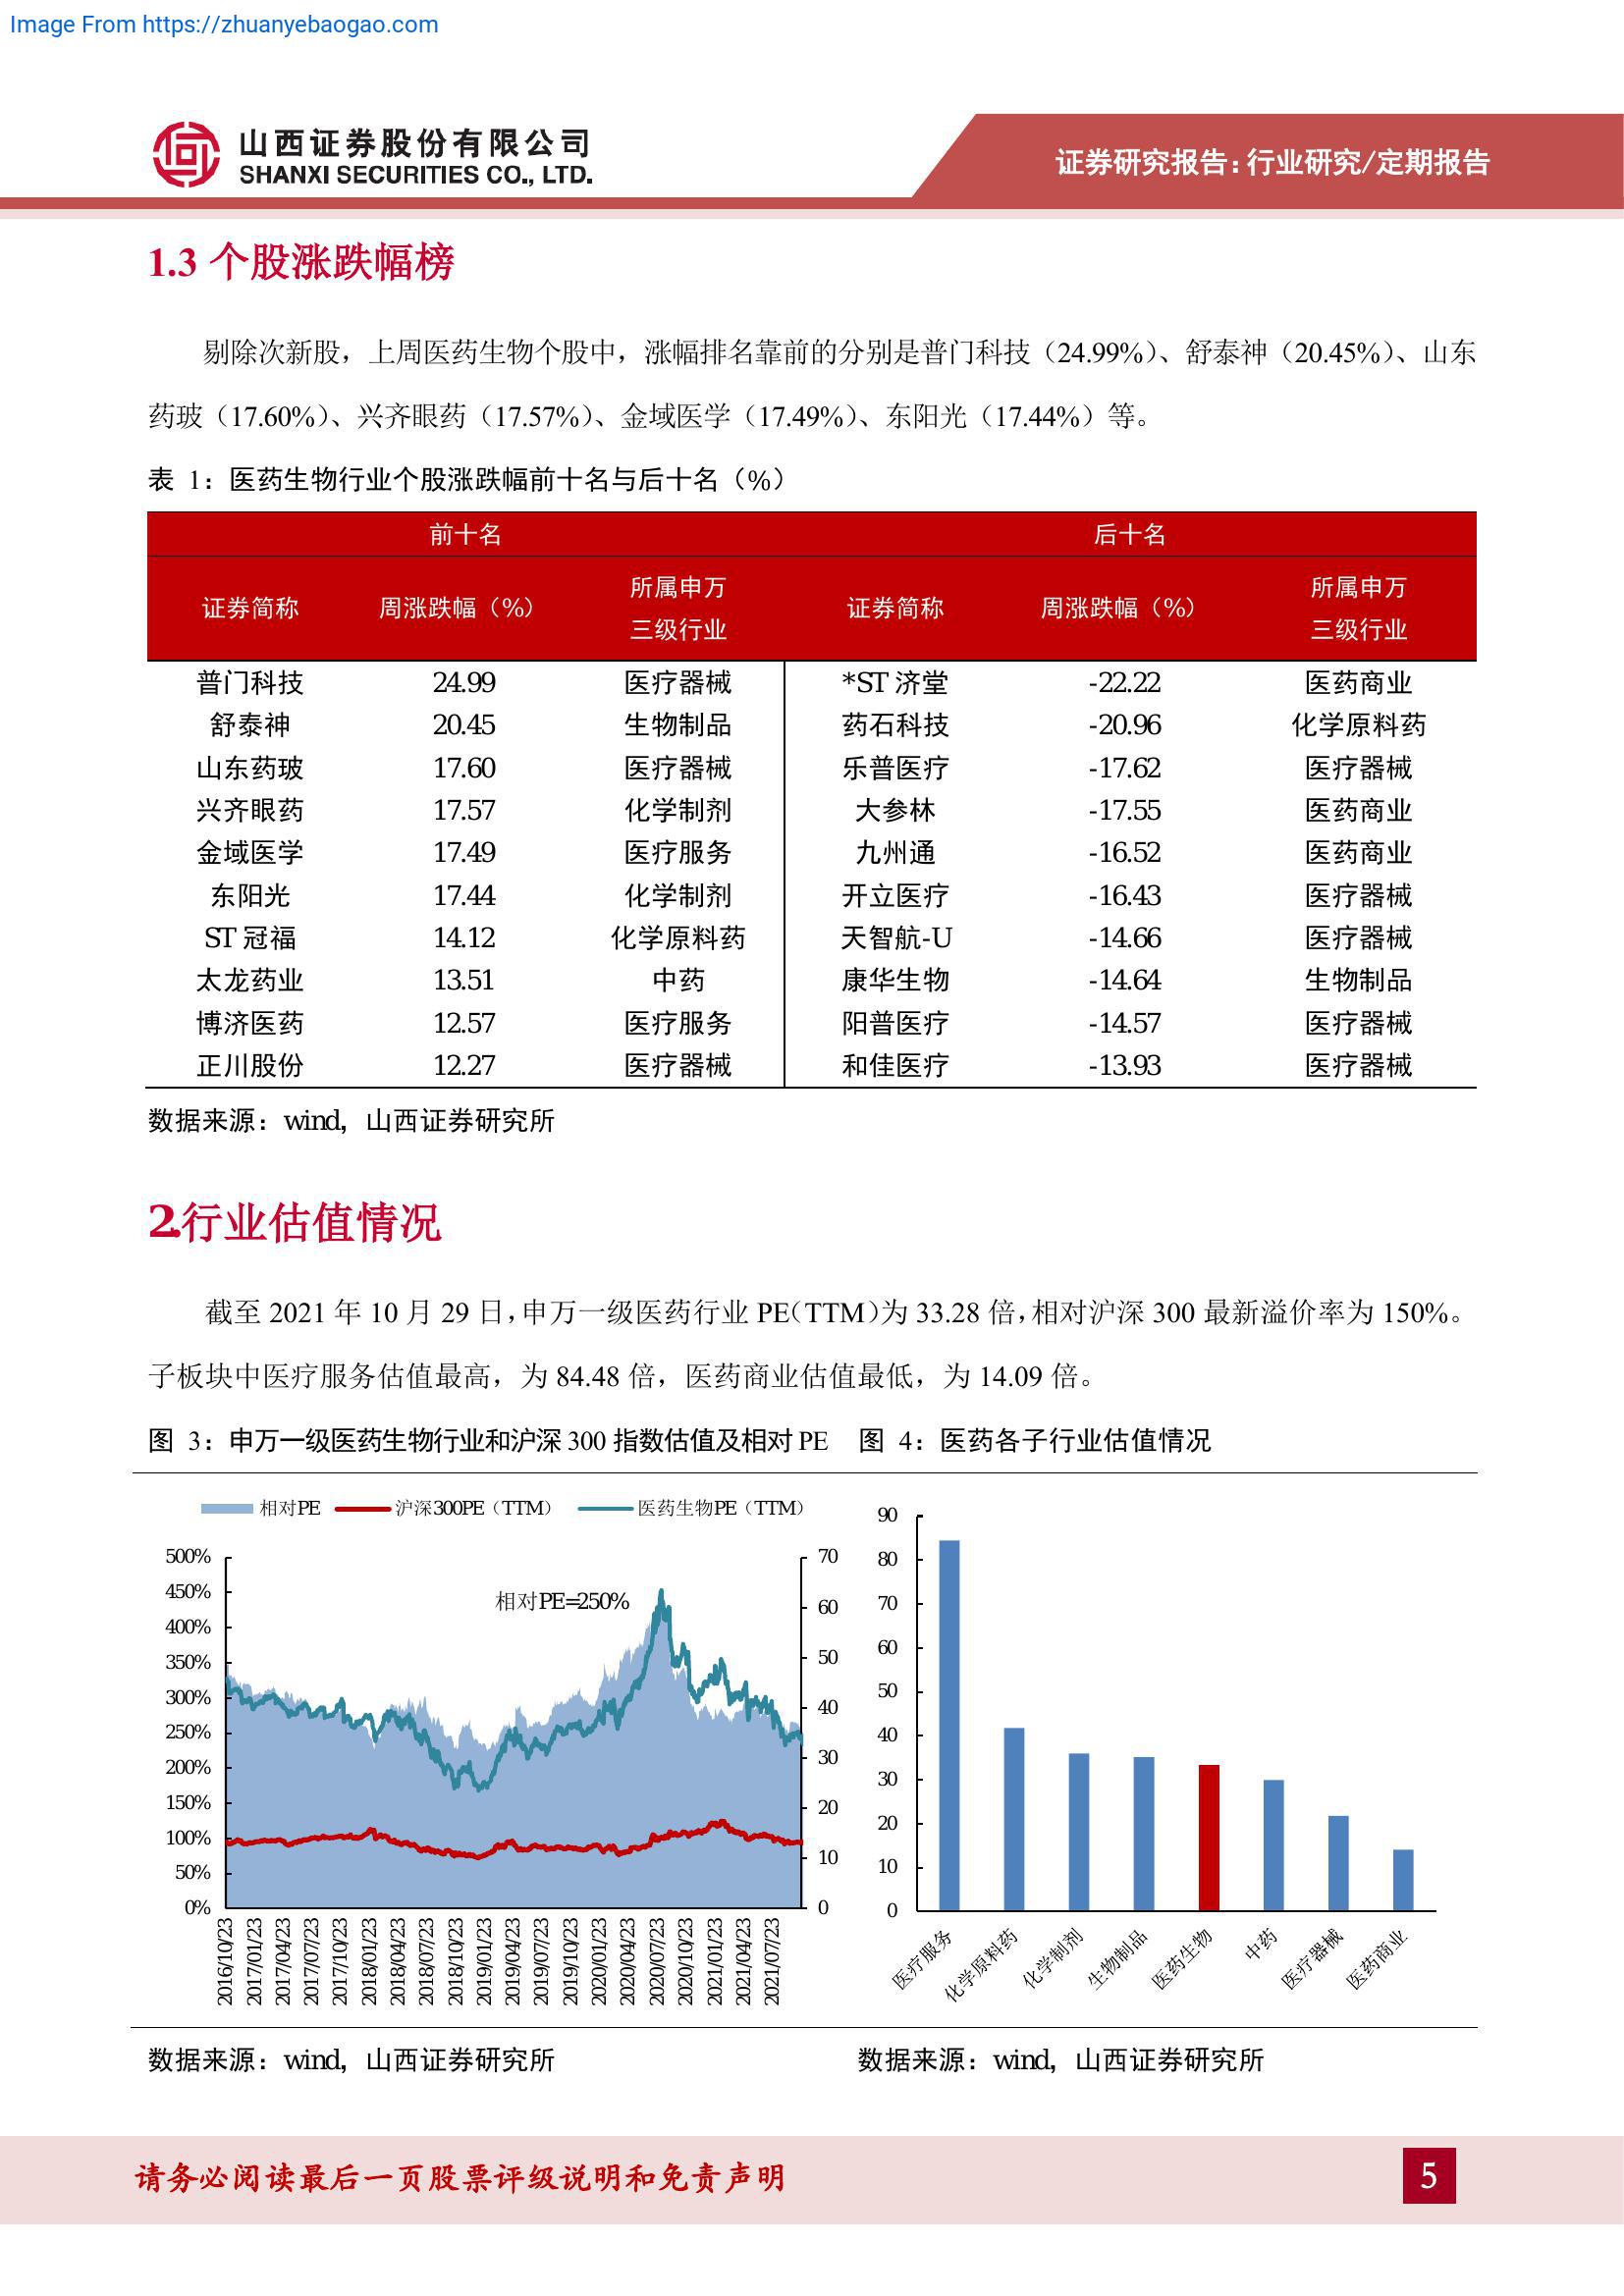 Image From https://zhuanyebaogao.com
山西证券股份有限公司
SHANXI SECURITIES CO., LTD.
证券研究报告：行业研究/定期报告
1.3 个股涨跌幅榜
剔除次新股，上周医药生物个股中，涨幅排名靠前的分别是普门科技（24.99%）、舒泰神（20.45%）、山东
药玻（17.60%）、兴齐眼药（17.57%）、金域医学（17.49%）、东阳光（17.44%）等。
表 1：医药生物行业个股涨跌幅前十名与后十名（%）
前十名 后十名
证券简称 周涨跌幅（%） 所属申万 证券简称 周涨跌幅（%） 所属申万
三级行业 三级行业
普门科技 24.99 医疗器械 *ST 济堂 -22.22 医药商业
舒泰神 20.45 生物制品 药石科技 -20.96 化学原料药
山东药玻 17.60 医疗器械 乐普医疗 -17.62 医疗器械
兴齐眼药 17.57 化学制剂 大参林 -17.55 医药商业
金域医学 17.49 医疗服务 九州通 -16.52 医药商业
东阳光 17.44 化学制剂 开立医疗 -16.43 医疗器械
ST 冠福 14.12 化学原料药 天智航-U -14.66 医疗器械
太龙药业 13.51 中药 康华生物 -14.64 生物制品
博济医药 12.57 医疗服务 阳普医疗 -14.57 医疗器械
正川股份 12.27 医疗器械 和佳医疗 -13.93 医疗器械
数据来源：wind，山西证券研究所
2.行业估值情况
截至 2021 年 10 月 29 日，申万一级医药行业 PE（TTM）为 33.28 倍，相对沪深 300 最新溢价率为 150%。
子板块中医疗服务估值最高，为 84.48 倍，医药商业估值最低，为 14.09 倍。
图 3：申万一级医药生物行业和沪深 300 指数估值及相对 PE
相对PE 沪深300PE（TTM） 医药生物PE（TTM）
相对PE=250%
500%
450%
400%
350%
300%
250%
200%
150%
100%
50%
0%
70
60
50
40
30
20
10
0
2016/10/23
2017/01/23
2017/04/23
2017/07/23
2017/10/23
2018/01/23
2018/04/23
2018/07/23
2018/10/23
2019/01/23
2019/04/23
2019/07/23
2019/10/23
2020/01/23
2020/04/23
2020/07/23
2020/10/23
2021/01/23
2021/04/23
2021/07/23
数据来源：wind，山西证券研究所
图 4：医药各子行业估值情况
90
80
70
60
50
40
30
20
10
0
医疗服务
化学原料药
化学制剂
生物制品
医药生物
中药
医疗器械
医药商业
数据来源：wind，山西证券研究所
请务必阅读最后一页股票评级说明和免责声明
5